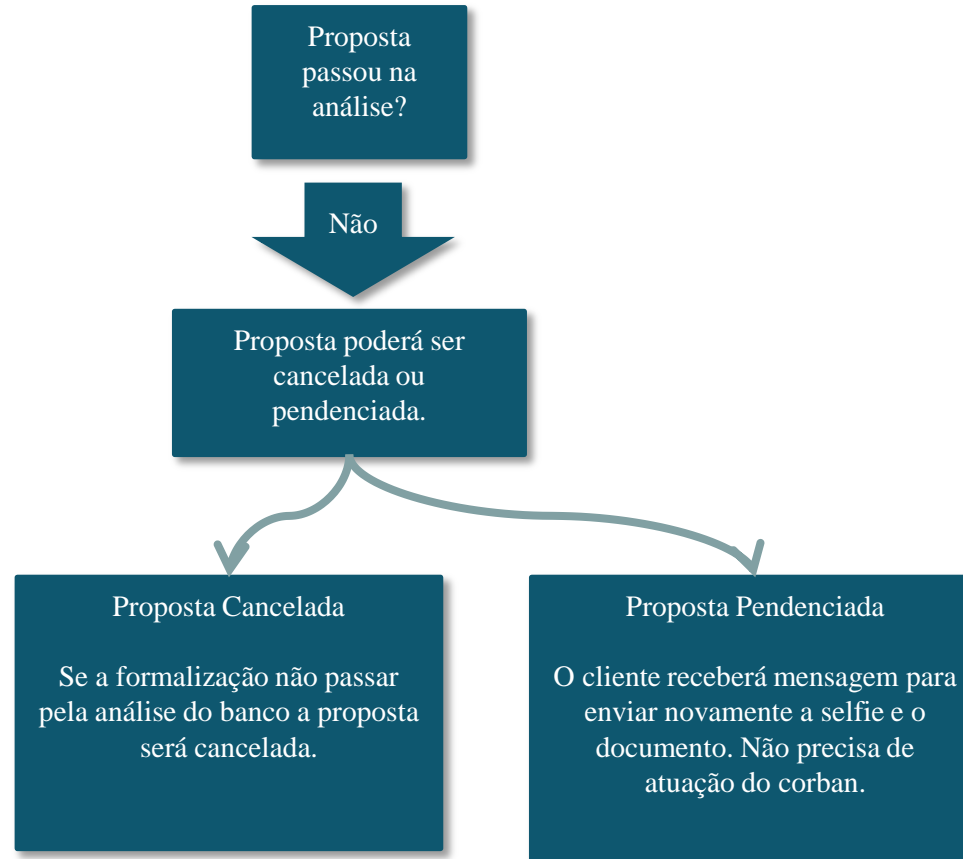 Proposta
passou na
análise?
Não
Proposta poderá ser
cancelada ou
pendenciada.
Proposta Cancelada
Se a formalização não passar
pela análise do banco a proposta
será cancelada.
Proposta Pendenciada
O cliente receberá mensagem para
enviar novamente a selfie e o
documento. Não precisa de
atuação do corban.